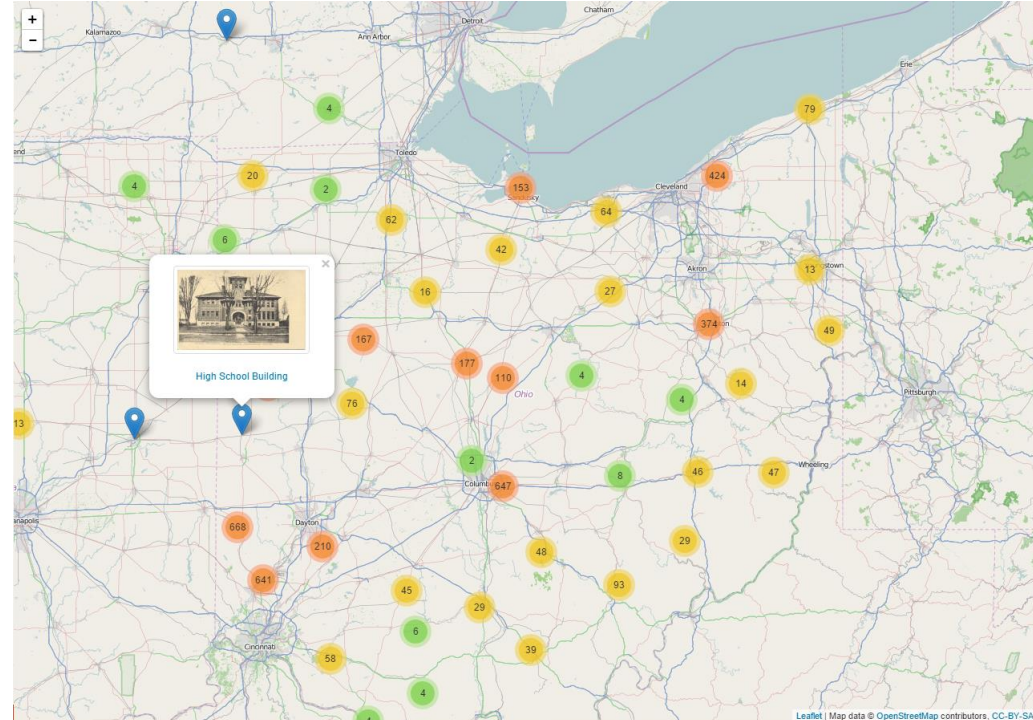 +
−
Kalamazoo
Ann Arbor
Detroit
Chatham
Erie
4
79
Toledo
20
4
2
153
Sandusky
Cleveland
424
62
64
6
42
×
Akron
13
16
27
167
374
49
177
110
4
High School Building
Ohio
14
4
76
Pittsburgh
13
2
647
8
46
47
Wheeling
668
Dayton
210
29
48
641
45
93
29
6
Cincinnati
58
39
4
4
Leaflet | Map data © OpenStreetMap contributors, CC-BY-SA